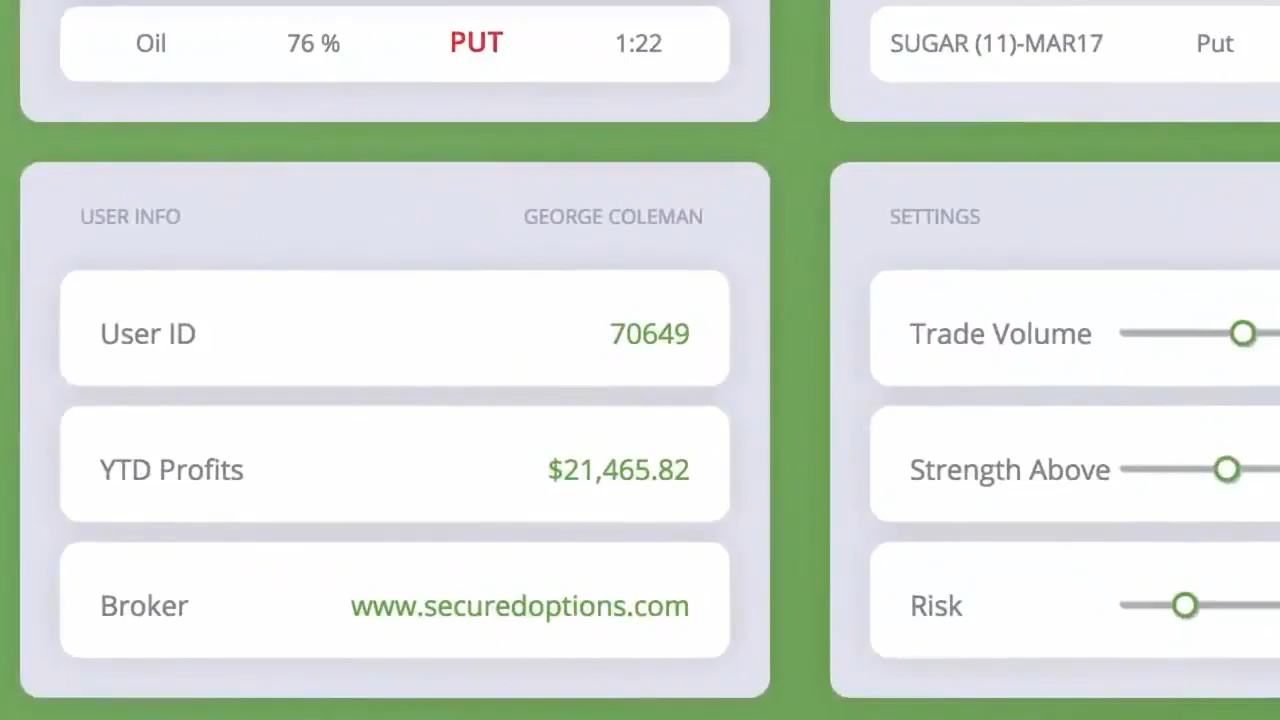 Oil 76 % PUT 1:22
SUGAR (11)-MAR17 Put
USER INFO GEORGE COLEMAN
User ID 70649
YTD Profits $21,465.82
Broker www.securedoptions.com
SETTINGS
Trade Volume
Strength Above
Risk